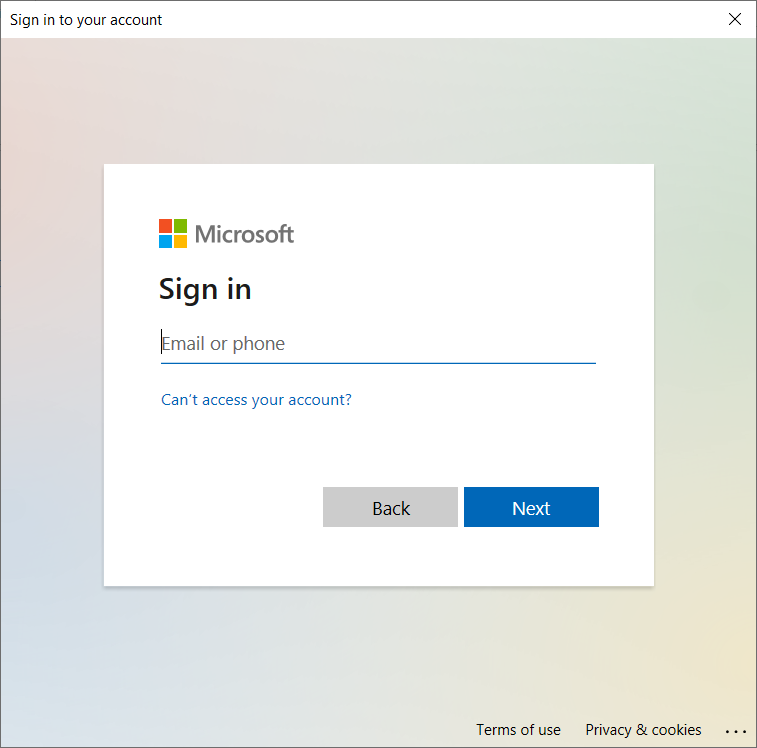 Sign in to your account
Microsoft
Sign in
Email or phone
Can't access your account?
Back Next
Terms of use Privacy & cookies ...